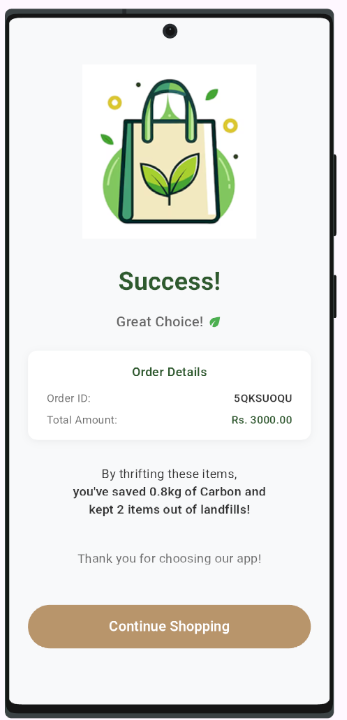 Success!
Great Choice!
Order Details
Order ID: 5QKSUOQU
Total Amount: Rs. 3000.00
By thrifting these items,
you've saved 0.8kg of Carbon and
kept 2 items out of landfills!
Thank you for choosing our app!
Continue Shopping